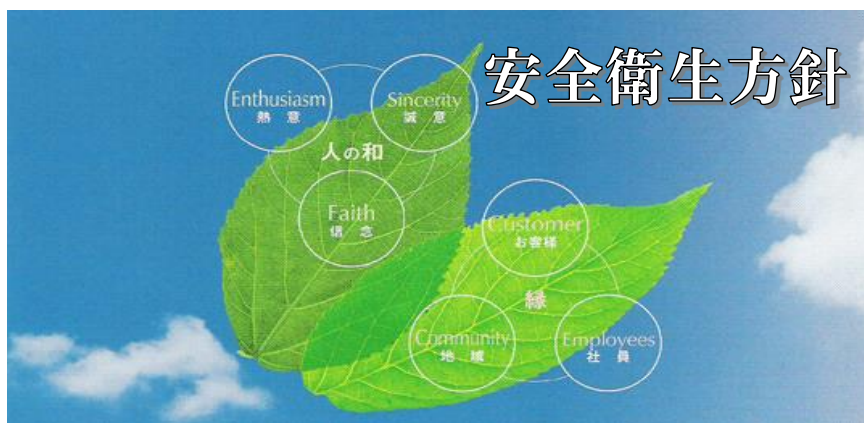 安全衛生方針
Enthusiasm
熱意
Sincerity
誠意
人の和
Faith
信念
Customer
お客様
縁
Community
地域
Employees
社員